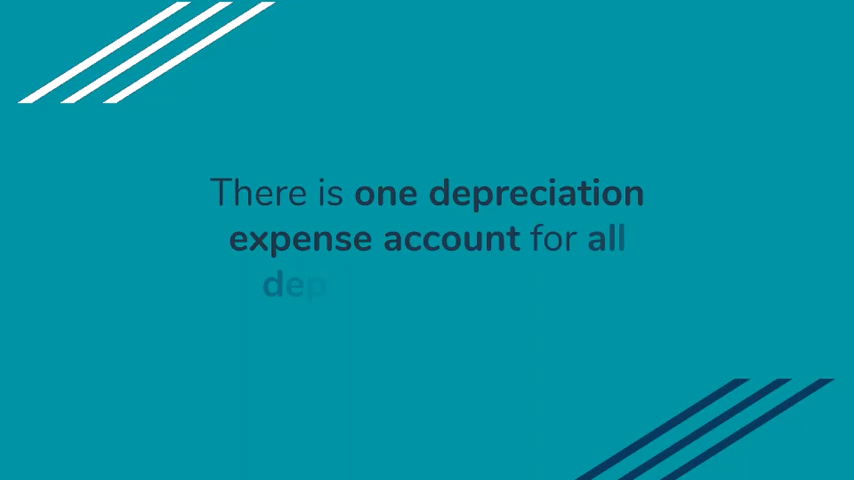 There is one depreciation
expense account for all
dep